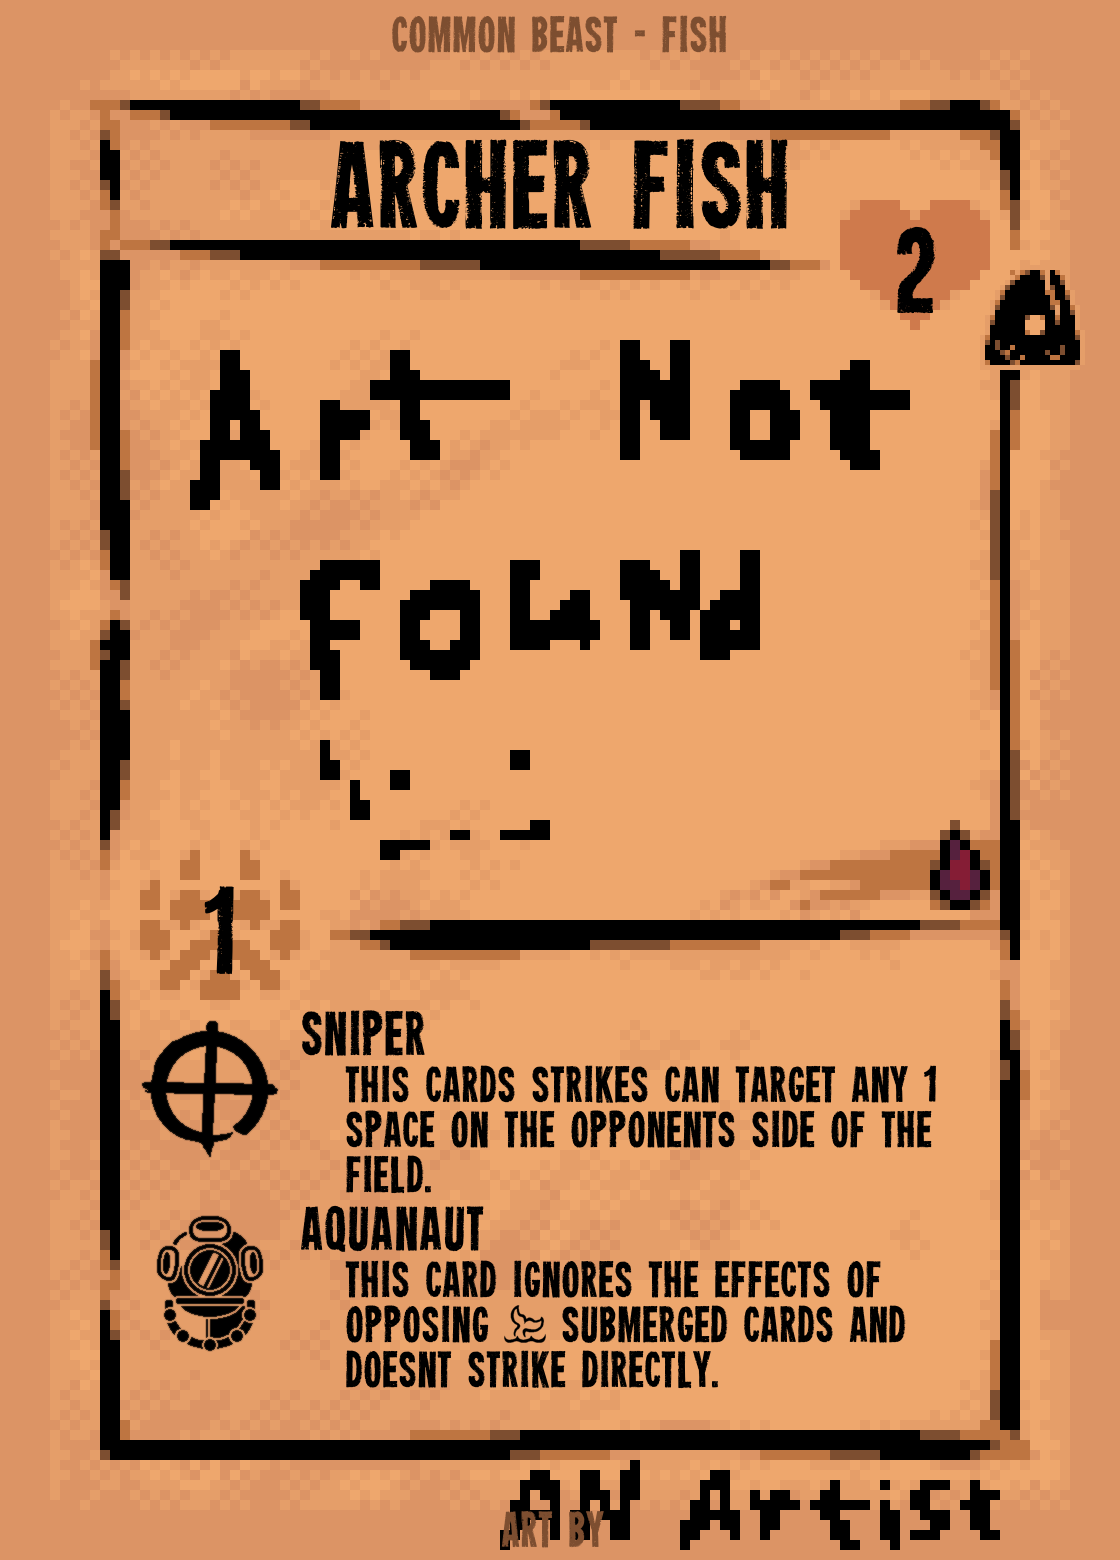 COMMON BEAST - FISH
ARCHER FISH
2
Art Not
FOuNd
1
SNIPER
THIS CARDS STRIKES CAN TARGET ANY 1
SPACE ON THE OPPONENTS SIDE OF THE
FIELD.
AQUANAUT
THIS CARD IGNORES THE EFFECTS OF
OPPOSING SUBMERGED CARDS AND
DOESNT STRIKE DIRECTLY.
AN Artist
ART BY